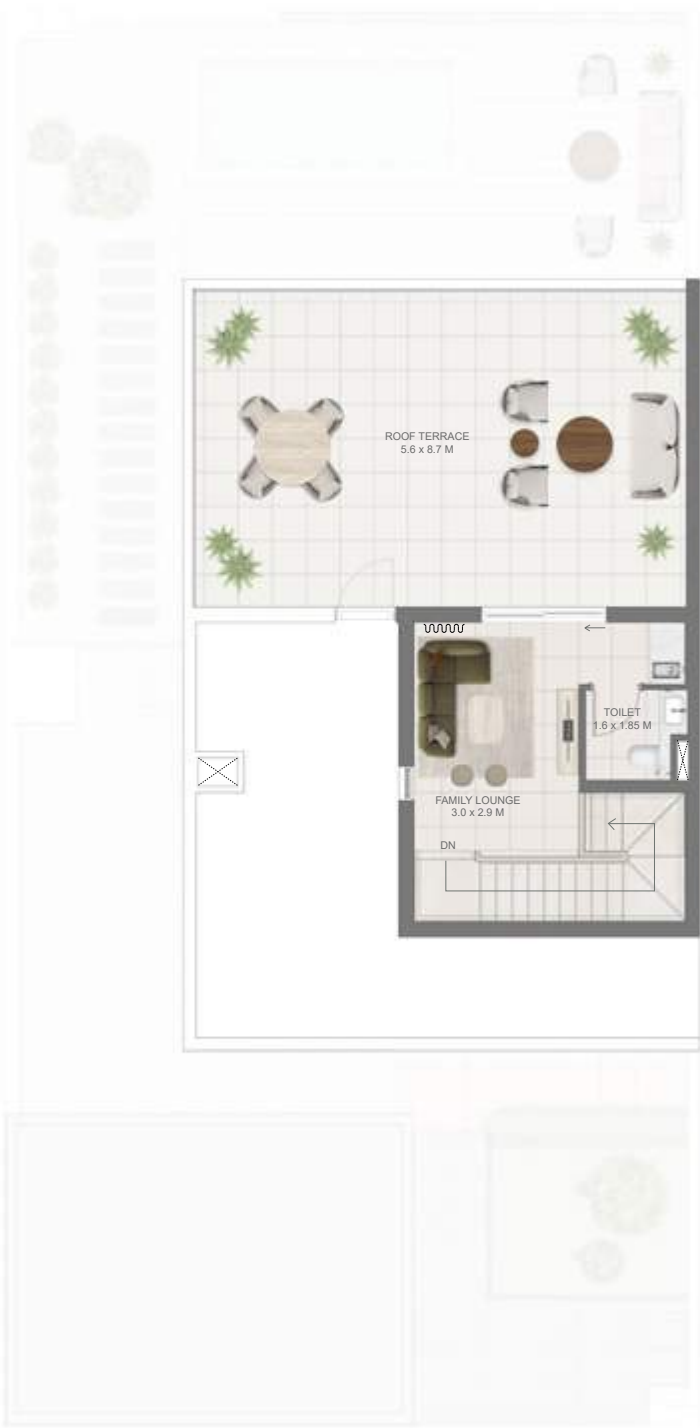 ROOF TERRACE
5.6 x 8.7 M
TOILET
1.6 x 1.85 M
FAMILY LOUNGE
3.0 x 2.9 M
DN